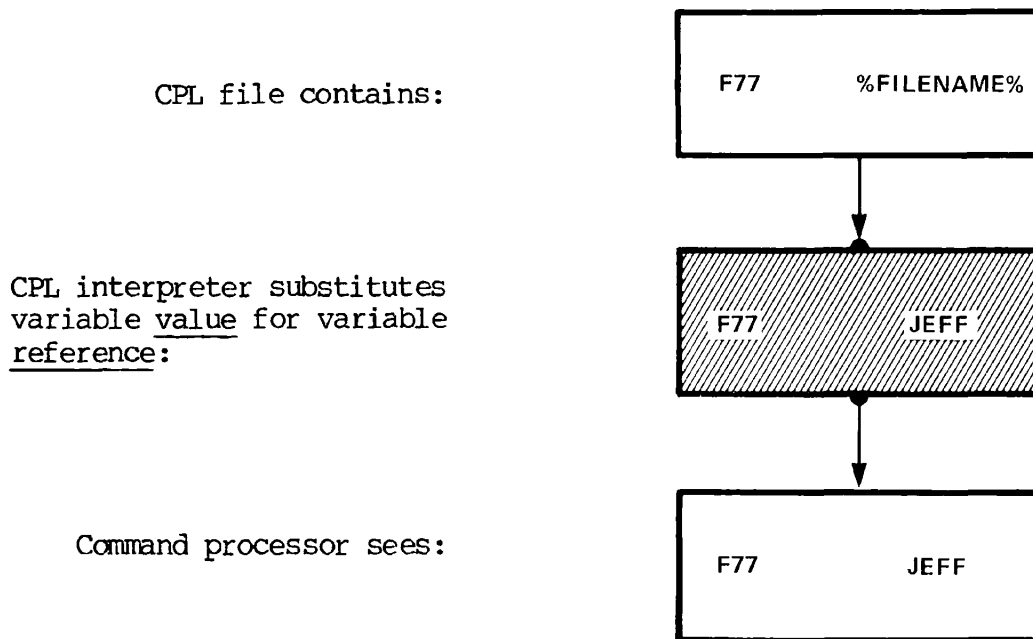 CPL file contains:
F77 %FILENAME%
CPL interpreter substitutes
variable value for variable
reference:
F77 JEFF
Command processor sees:
F77 JEFF